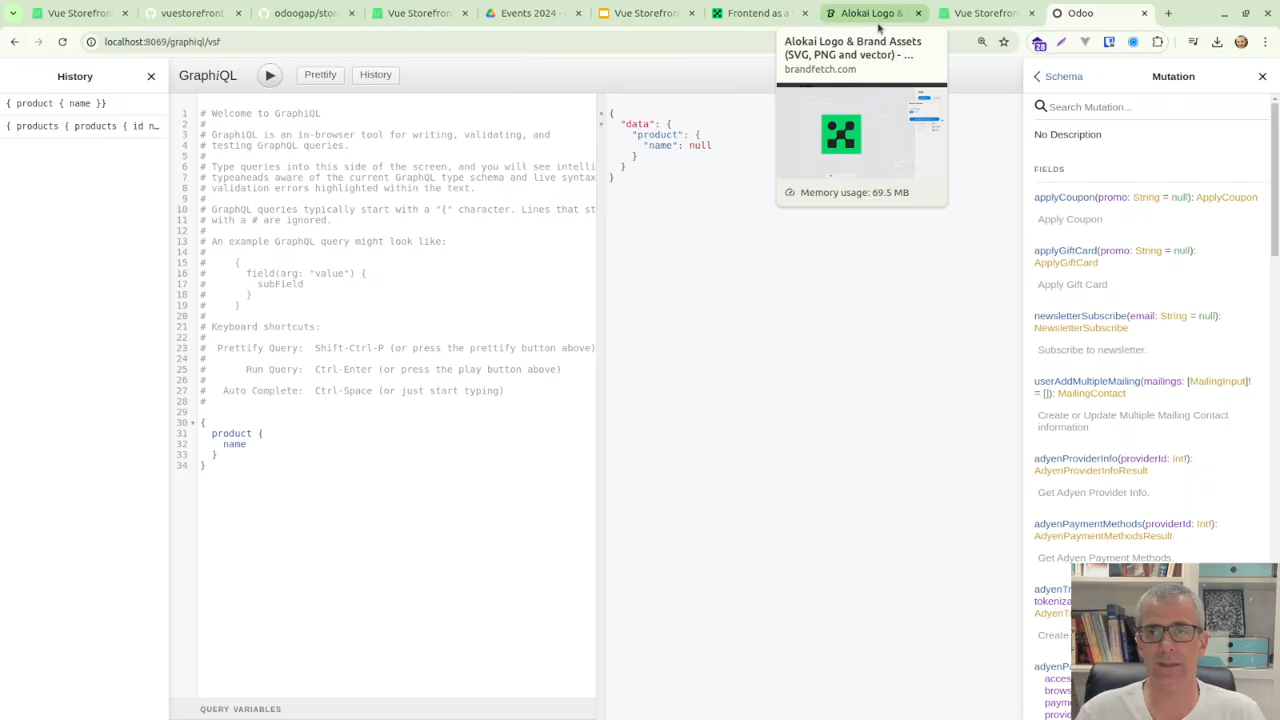 Vue Storefr
Events 2024 -
Vue Storefron
Frontend as a
Alokai Logo &
Vue Storefron
localhost:8069/graphiql/vsf
28
Alokai Logo & Brand Assets
(SVG, PNG and vector) - ...
brandfetch.com
Memory usage: 69.5 MB
History
{ product { name }}
{ products { products { id n…
GraphiQL
Prettify
History
1
# Welcome to GraphiQL
2
#
3
# GraphiQL is an in-browser tool for writing, validating, and
4
# testing GraphQL queries.
5
#
6
# Type queries into this side of the screen, and you will see intelli
7
# typeaheads aware of the current GraphQL type schema and live syntax
8
# validation errors highlighted within the text.
9
#
10
# GraphQL queries typically start with a "{" character. Lines that st
11
# with a # are ignored.
12
#
13
# An example GraphQL query might look like:
14
#
15
#     {
16
#       field(arg: "value") {
17
#         subField
18
#       }
19
#     }
20
#
21
# Keyboard shortcuts:
22
#
23
#  Prettify Query:  Shift-Ctrl-P (or press the prettify button above)
24
#
25
#       Run Query:  Ctrl-Enter (or press the play button above)
26
#
27
#   Auto Complete:  Ctrl-Space (or just start typing)
28
#
29
30
{
31
  product {
32
    name
33
  }
34
}
QUERY VARIABLES
{
  "data": {
    "product": {
      "name": null
    }
  }
}
Schema
Mutation
Search Mutation...
No Description
FIELDS
applyCoupon(promo: String = null): ApplyCoupon
Apply Coupon
applyGiftCard(promo: String = null):
ApplyGiftCard
Apply Gift Card
newsletterSubscribe(email: String = null):
NewsletterSubscribe
Subscribe to newsletter.
userAddMultipleMailing(mailings: [MailingInput]!
= []): MailingContact
Create or Update Multiple Mailing Contact
information
adyenProviderInfo(providerId: Int!):
AdyenProviderInfoResult
Get Adyen Provider Info.
adyenPaymentMethods(providerId: Int!):
AdyenPaymentMethodsResult
Get Adyen Payment Methods.
adyenTr
tokeniza
AdyenTr
Create
adyenPa
acces
brows
payme
provid